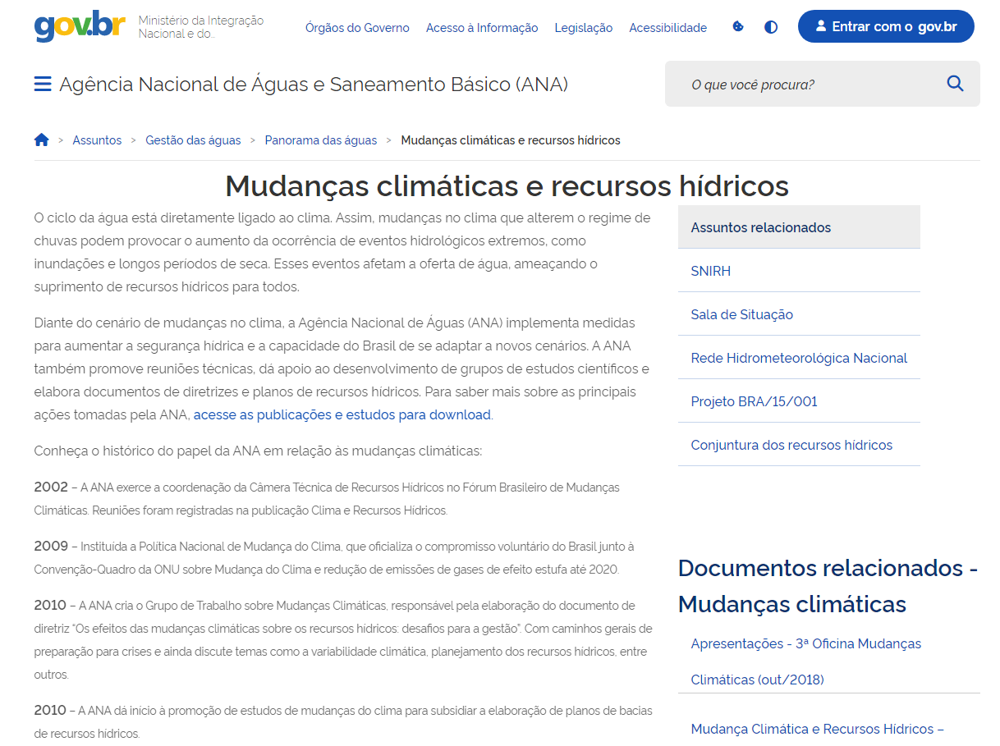 gov.br
Ministério da Integração
Nacional e do..
Órgãos do Governo
Acesso à Informação
Legislação
Acessibilidade
Entrar com o gov.br
Agência Nacional de Águas e Saneamento Básico (ANA)
O que você procura?
> Assuntos > Gestão das águas > Panorama das águas > Mudanças climáticas e recursos hídricos
Mudanças climáticas e recursos hídricos
O ciclo da água está diretamente ligado ao clima. Assim, mudanças no clima que alterem o regime de
chuvas podem provocar o aumento da ocorrência de eventos hidrológicos extremos, como
inundações e longos períodos de seca. Esses eventos afetam a oferta de água, ameaçando o
suprimento de recursos hídricos para todos.
Diante do cenário de mudanças no clima, a Agência Nacional de Águas (ANA) implementa medidas
para aumentar a segurança hídrica e a capacidade do Brasil de se adaptar a novos cenários. A ANA
também promove reuniões técnicas, dá apoio ao desenvolvimento de grupos de estudos científicos e
elabora documentos de diretrizes e planos de recursos hídricos. Para saber mais sobre as principais
ações tomadas pela ANA, acesse as publicações e estudos para download.
Conheça o histórico do papel da ANA em relação às mudanças climáticas:
2002 – A ANA exerce a coordenação da Câmera Técnica de Recursos Hídricos no Fórum Brasileiro de Mudanças
Climáticas. Reuniões foram registradas na publicação Clima e Recursos Hídricos.
2009 – Instituída a Política Nacional de Mudança do Clima, que oficializa o compromisso voluntário do Brasil junto à
Convenção-Quadro da ONU sobre Mudança do Clima e redução de emissões de gases de efeito estufa até 2020.
2010 – A ANA cria o Grupo de Trabalho sobre Mudanças Climáticas, responsável pela elaboração do documento de
diretriz “Os efeitos das mudanças climáticas sobre os recursos hídricos: desafios para a gestão”. Com caminhos gerais de
preparação para crises e ainda discute temas como a variabilidade climática, planejamento dos recursos hídricos, entre
outros.
2010 – A ANA dá início à promoção de estudos de mudanças do clima para subsidiar a elaboração de planos de bacias
de recursos hídricos.
Assuntos relacionados
SNIRH
Sala de Situação
Rede Hidrometeorológica Nacional
Projeto BRA/15/001
Conjuntura dos recursos hídricos
Documentos relacionados -
Mudanças climáticas
Apresentações - 3ª Oficina Mudanças
Climáticas (out/2018)
Mudança Climática e Recursos Hídricos –